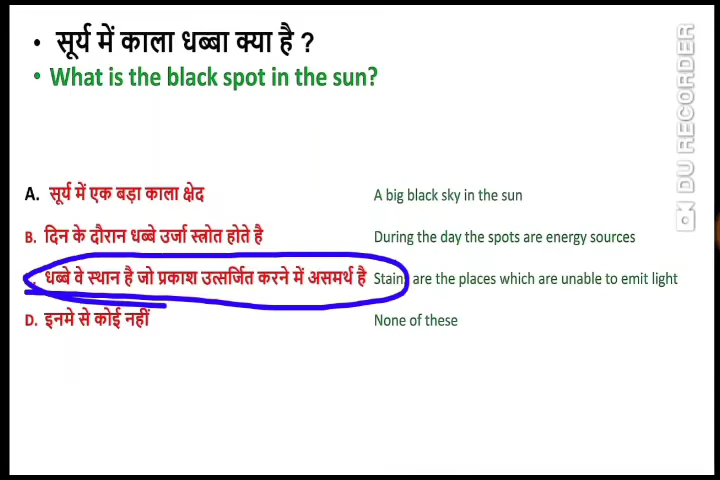 • सूर्य में काला धब्बा क्या है ?
• What is the black spot in the sun?
A. सूर्य में एक बड़ा काला क्षेद A big black sky in the sun
B. दिन के दौरान धब्बे उर्जा स्त्रोत होते है During the day the spots are energy sources
धब्बे वे स्थान है जो प्रकाश उत्सर्जित करने में असमर्थ है Stains are the places which are unable to emit light
D. इनमे से कोई नहीं None of these
DU RECORDER